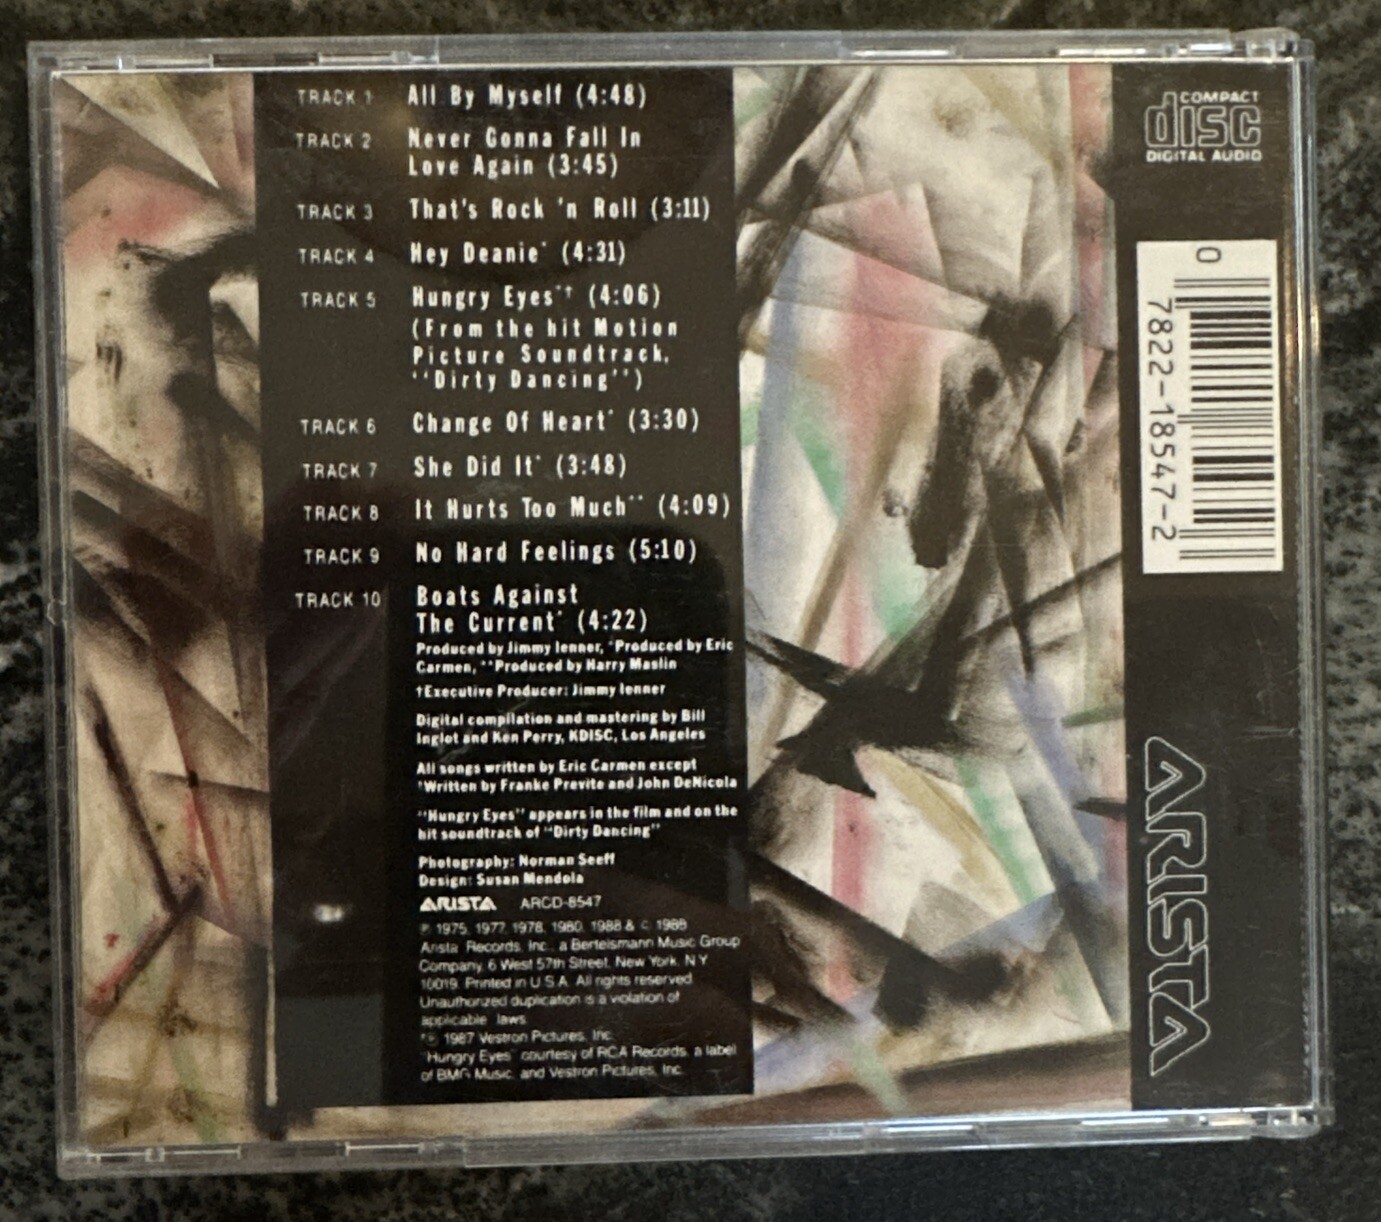 TRACK 1 All By Myself (4:48)
TRACK 2 Never Gonna Fall In
Love Again (3:45)
TRACK 3 That's Rock 'n Roll (3:11)
TRACK 4 Hey Deanie* (4:31)
TRACK 5 Hungry Eyes*† (4:06)
(From the hit Motion
Picture Soundtrack,
"Dirty Dancing")
TRACK 6 Change Of Heart* (3:30)
TRACK 7 She Did It* (3:48)
TRACK 8 It Hurts Too Much** (4:09)
TRACK 9 No Hard Feelings (5:10)
TRACK 10 Boats Against
The Current* (4:22)
Produced by Jimmy Ienner, *Produced by Eric
Carmen, **Produced by Harry Maslin
†Executive Producer: Jimmy Ienner
Digital compilation and mastering by Bill
Inglot and Ken Perry, KDISC, Los Angeles
All songs written by Eric Carmen except
†Written by Franke Previte and John DeNicola
"Hungry Eyes" appears in the film and on the
hit soundtrack of "Dirty Dancing"
Photography: Norman Seeff
Design: Susan Mendola
ARISTA ARCD-8547
℗ 1975, 1977, 1978, 1980, 1988 & © 1988
Arista Records, Inc., a Bertelsmann Music Group
Company, 6 West 57th Street, New York, N.Y.
10019. Printed in U.S.A. All rights reserved.
Unauthorized duplication is a violation of
applicable laws.
℗ 1987 Vestron Pictures, Inc.
"Hungry Eyes" courtesy of RCA Records, a label
of BMG Music, and Vestron Pictures, Inc.
COMPACT
disc
DIGITAL AUDIO
0
7822-18547-2
ARISTA